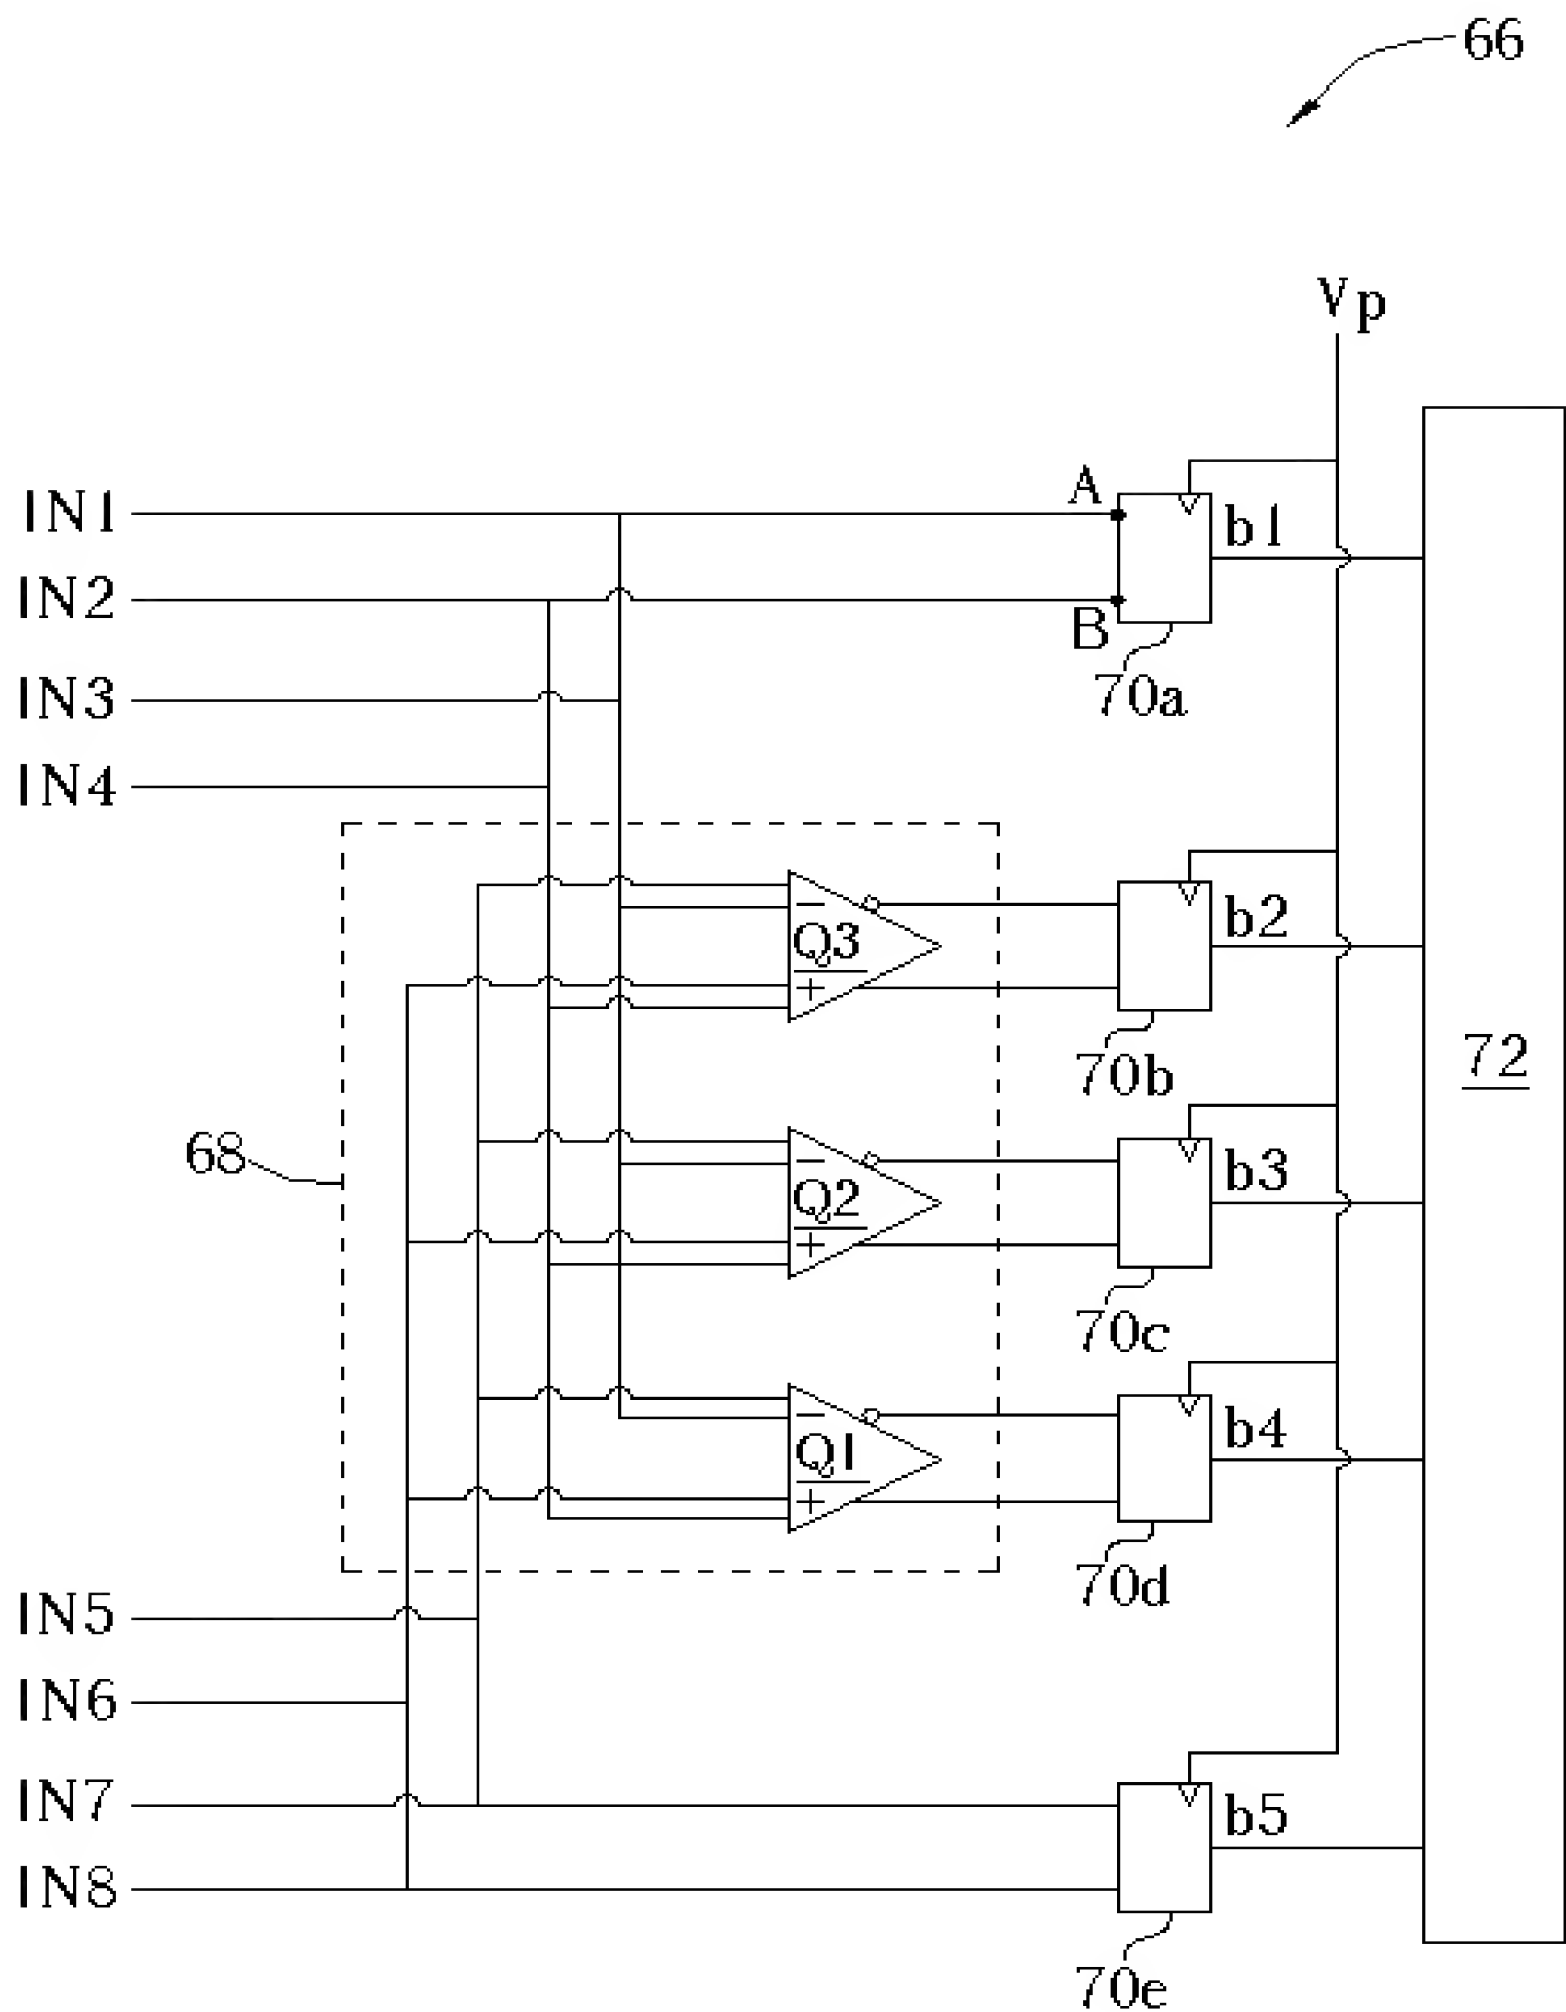 66
Vp
IN1
A
b1
IN2
B
70a
IN3
IN4
−
Q3
+
b2
70b
72
68
−
Q2
+
b3
70c
−
Q1
+
b4
70d
IN5
IN6
IN7
b5
IN8
70e